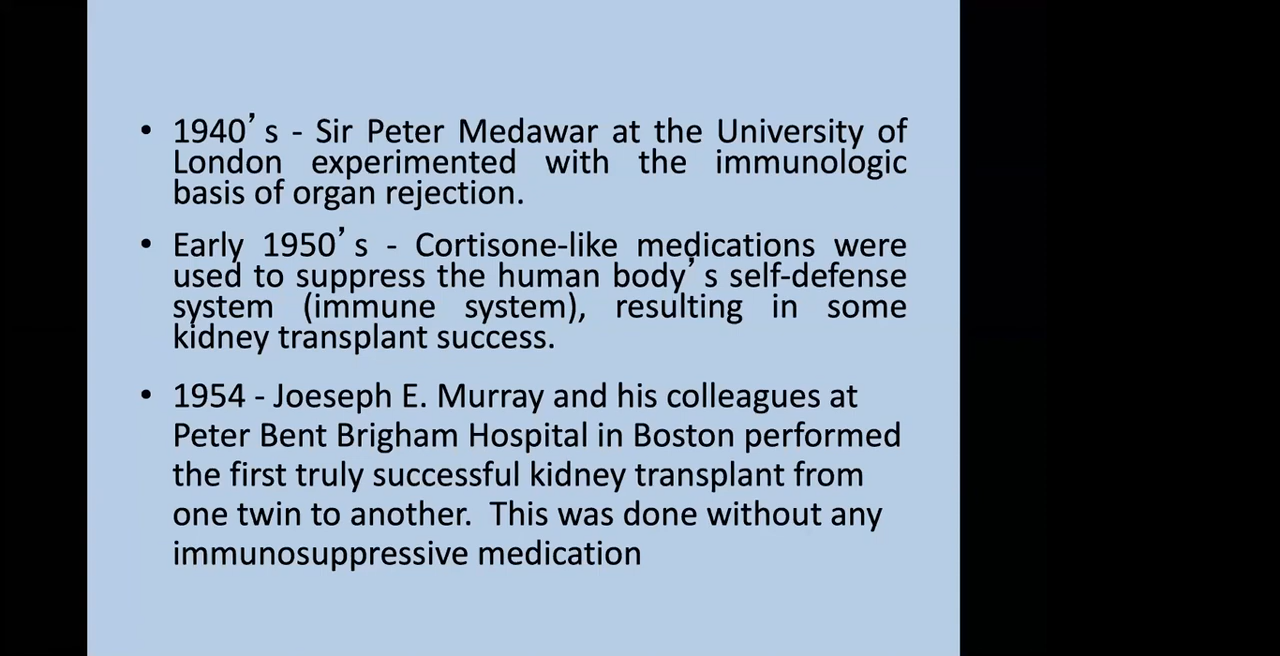 • 1940’s - Sir Peter Medawar at the University of
London experimented with the immunologic
basis of organ rejection.
• Early 1950’s - Cortisone-like medications were
used to suppress the human body’s self-defense
system (immune system), resulting in some
kidney transplant success.
• 1954 - Joeseph E. Murray and his colleagues at
Peter Bent Brigham Hospital in Boston performed
the first truly successful kidney transplant from
one twin to another.  This was done without any
immunosuppressive medication